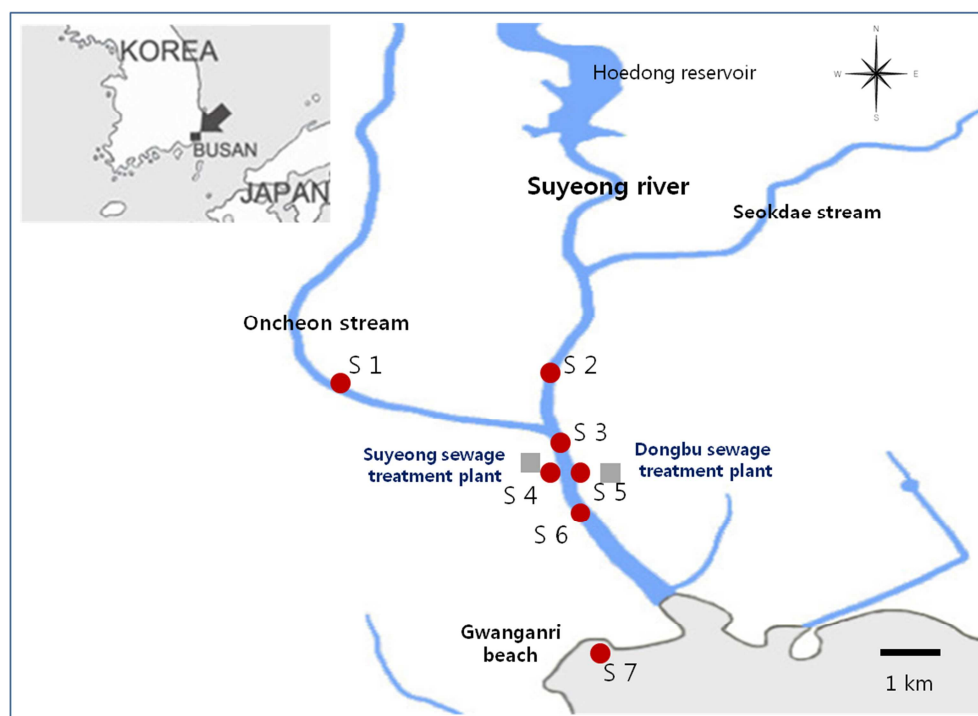 KOREA
BUSAN
JAPAN
Hoedong reservoir
N
W E
S
Suyeong river
Seokdae stream
Oncheon stream
S 1
S 2
S 3
Suyeong sewage
treatment plant
Dongbu sewage
treatment plant
S 4
S 5
S 6
Gwanganri
beach
S 7
1 km